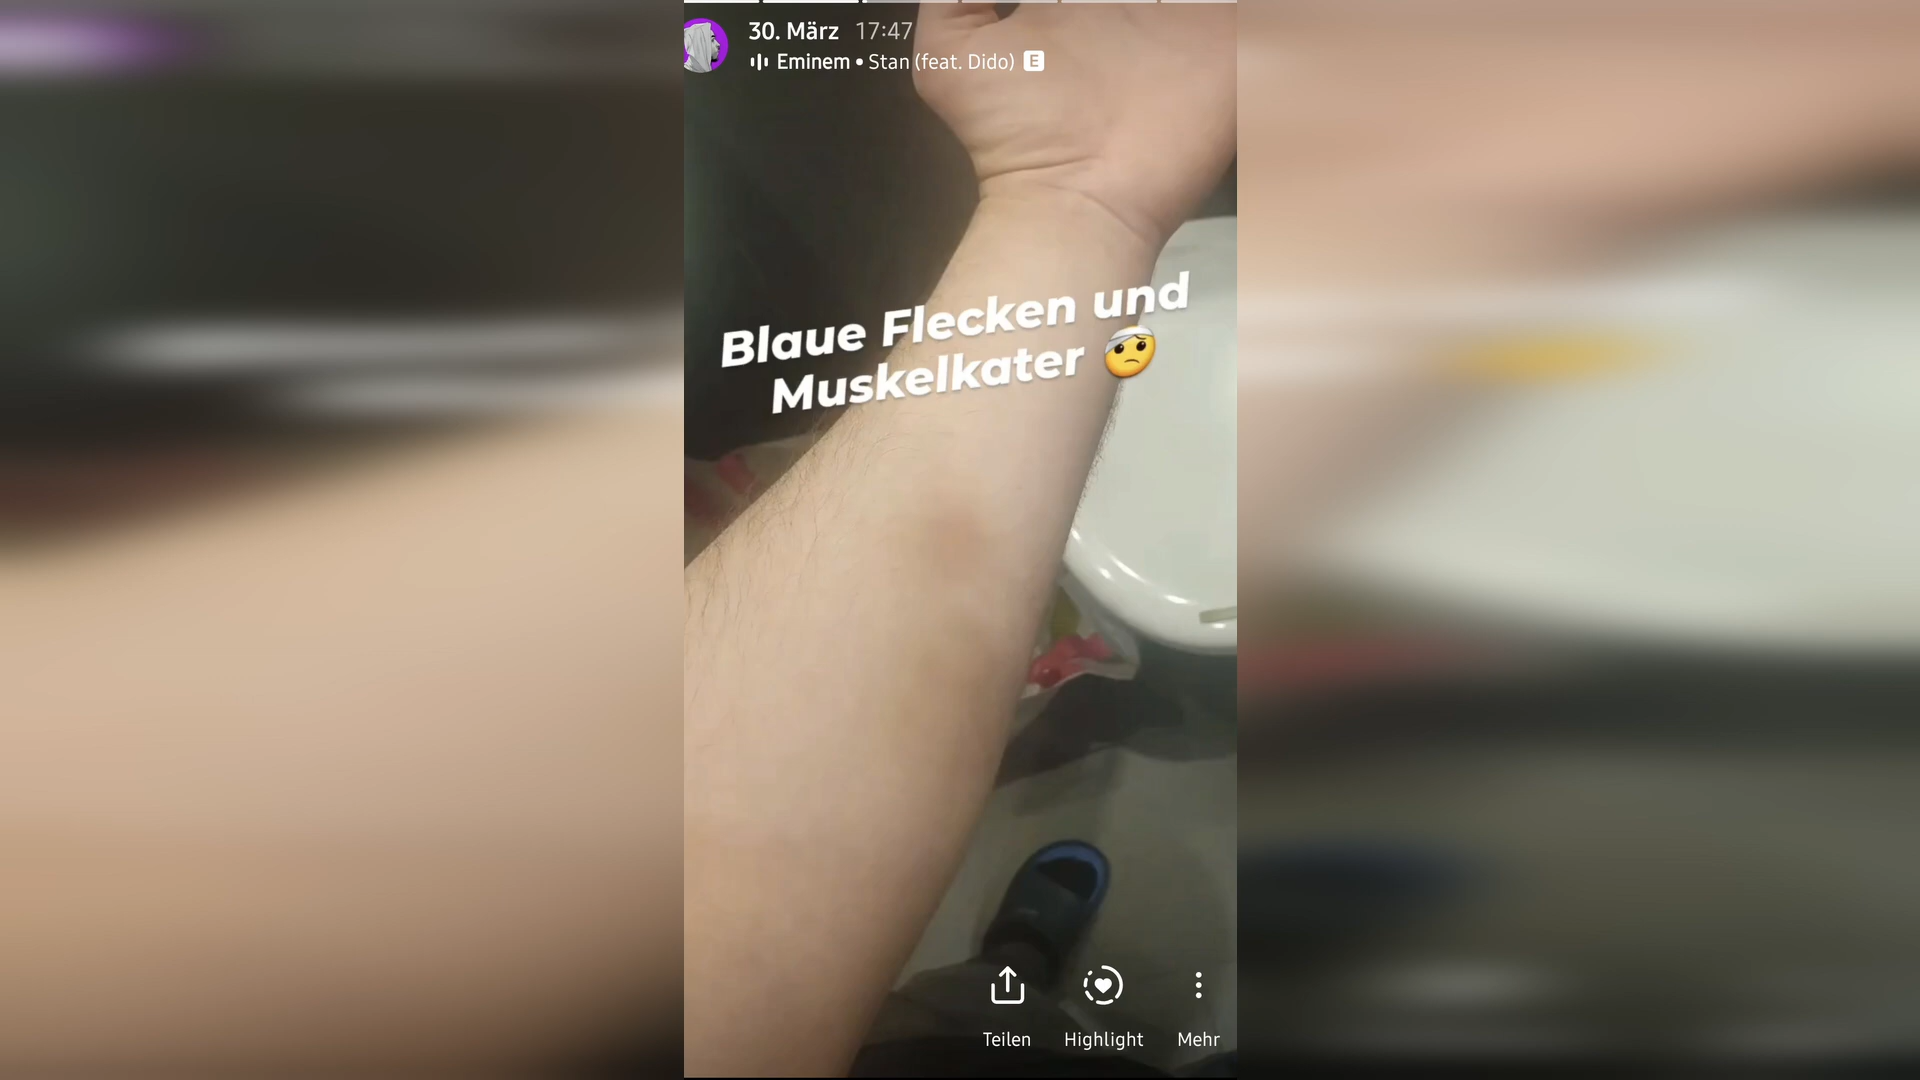 30. März 17:47
Eminem • Stan (feat. Dido) E
Blaue Flecken und
Muskelkater 🤕
Teilen Highlight Mehr